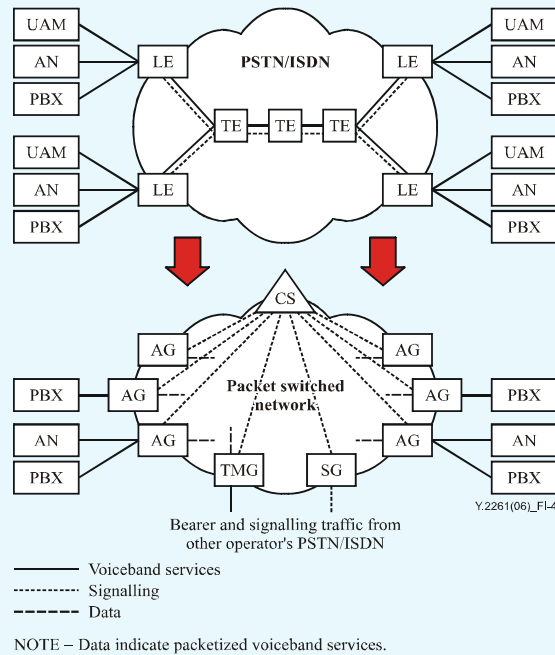 UAM
AN
PBX
LE
PSTN/ISDN
LE
UAM
AN
PBX
TE
TE
TE
UAM
AN
PBX
LE
LE
UAM
AN
PBX
CS
AG
AG
Packet switched
network
PBX
AG
AG
PBX
AN
PBX
AG
AG
AN
PBX
TMG
SG
Y.2261(06)_FI-4
Bearer and signalling traffic from
other operator's PSTN/ISDN
Voiceband services
Signalling
Data
NOTE – Data indicate packetized voiceband services.